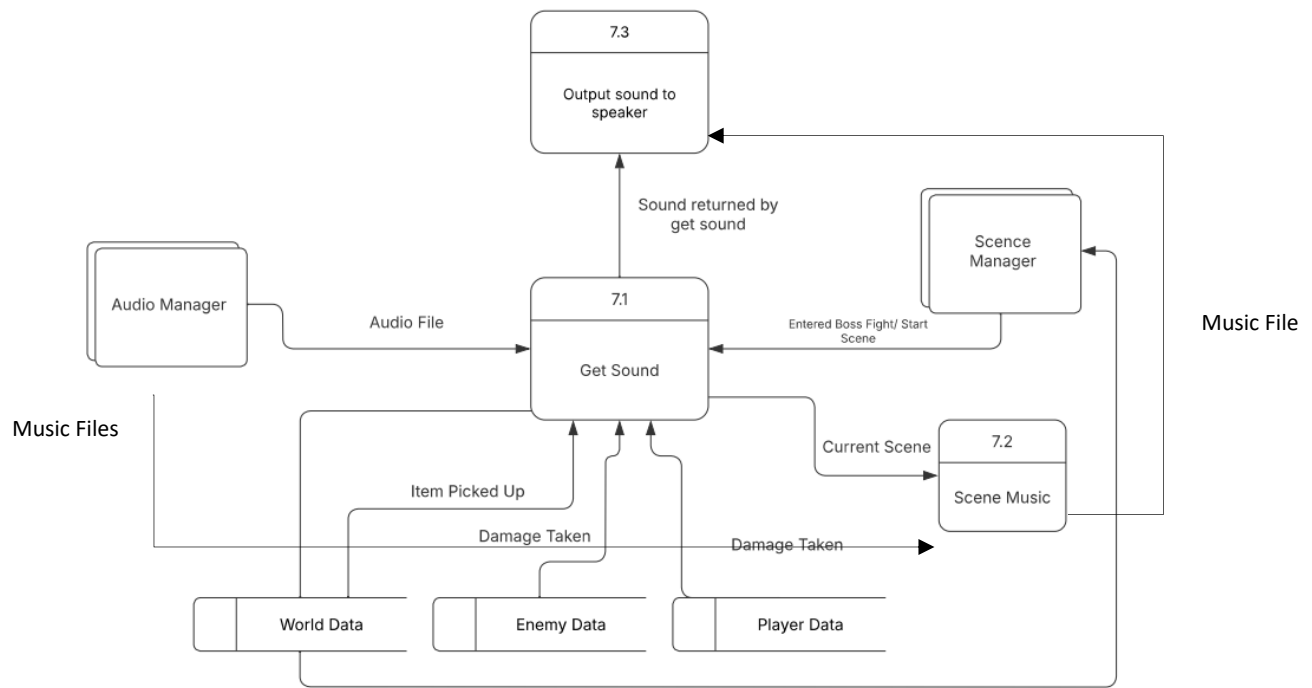 7.3
Output sound to
speaker
Sound returned by
get sound
Scence
Manager
Audio Manager
7.1
Audio File
Entered Boss Fight/ Start
Scene
Music File
Get Sound
Music Files
Current Scene
7.2
Scene Music
Item Picked Up
Damage Taken
Damage Taken
World Data
Enemy Data
Player Data